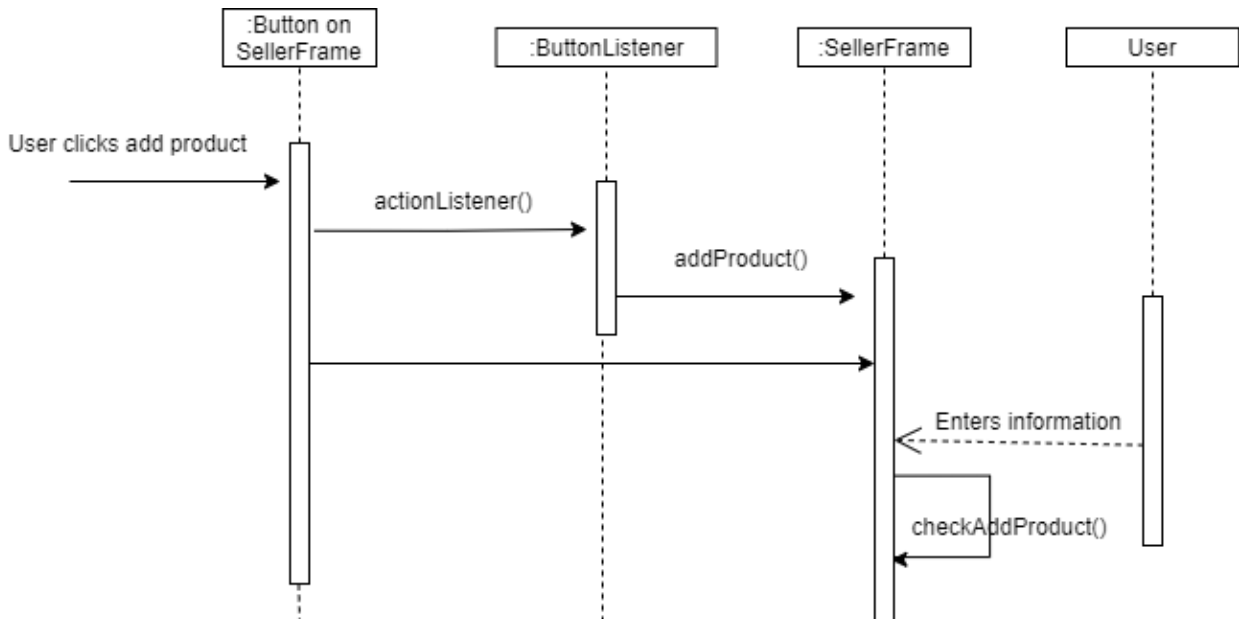 :Button on
SellerFrame
:ButtonListener
:SellerFrame
User
User clicks add product
actionListener()
addProduct()
Enters information
checkAddProduct()